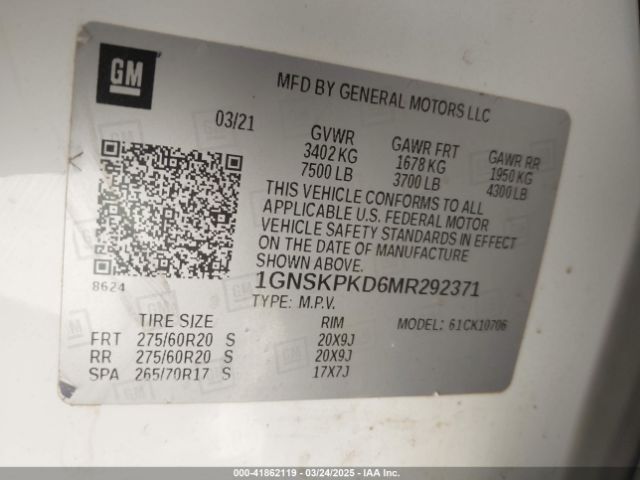 GM
MFD BY GENERAL MOTORS LLC
03/21
GVWR GAWR FRT GAWR RR
3402 KG 1678 KG 1950 KG
7500 LB 3700 LB 4300 LB
THIS VEHICLE CONFORMS TO ALL
APPLICABLE U.S. FEDERAL MOTOR
VEHICLE SAFETY STANDARDS IN EFFECT
ON THE DATE OF MANUFACTURE
SHOWN ABOVE.
8624
1GNSKPKD6MR292371
TYPE: M.P.V.
MODEL: 61CK10706
TIRE SIZE RIM
FRT 275/60R20 S 20X9J
RR 275/60R20 S 20X9J
SPA 265/70R17 S 17X7J
000-41862119 - 03/24/2025 - IAA, Inc.